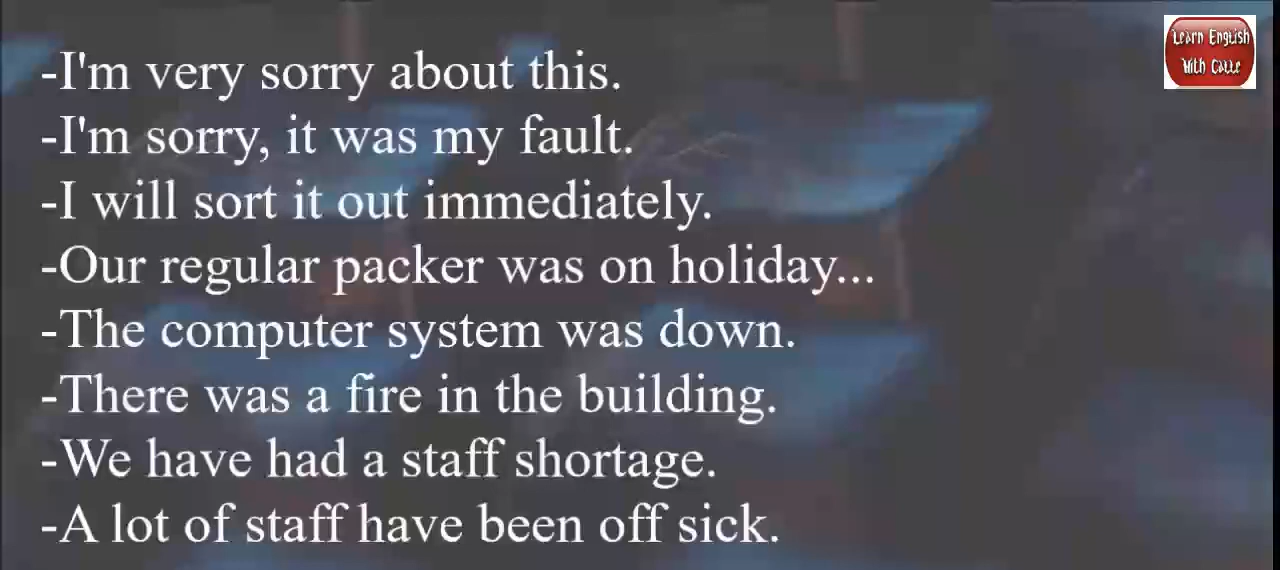 Learn English
With Catte
-I'm very sorry about this.
-I'm sorry, it was my fault.
-I will sort it out immediately.
-Our regular packer was on holiday...
-The computer system was down.
-There was a fire in the building.
-We have had a staff shortage.
-A lot of staff have been off sick.